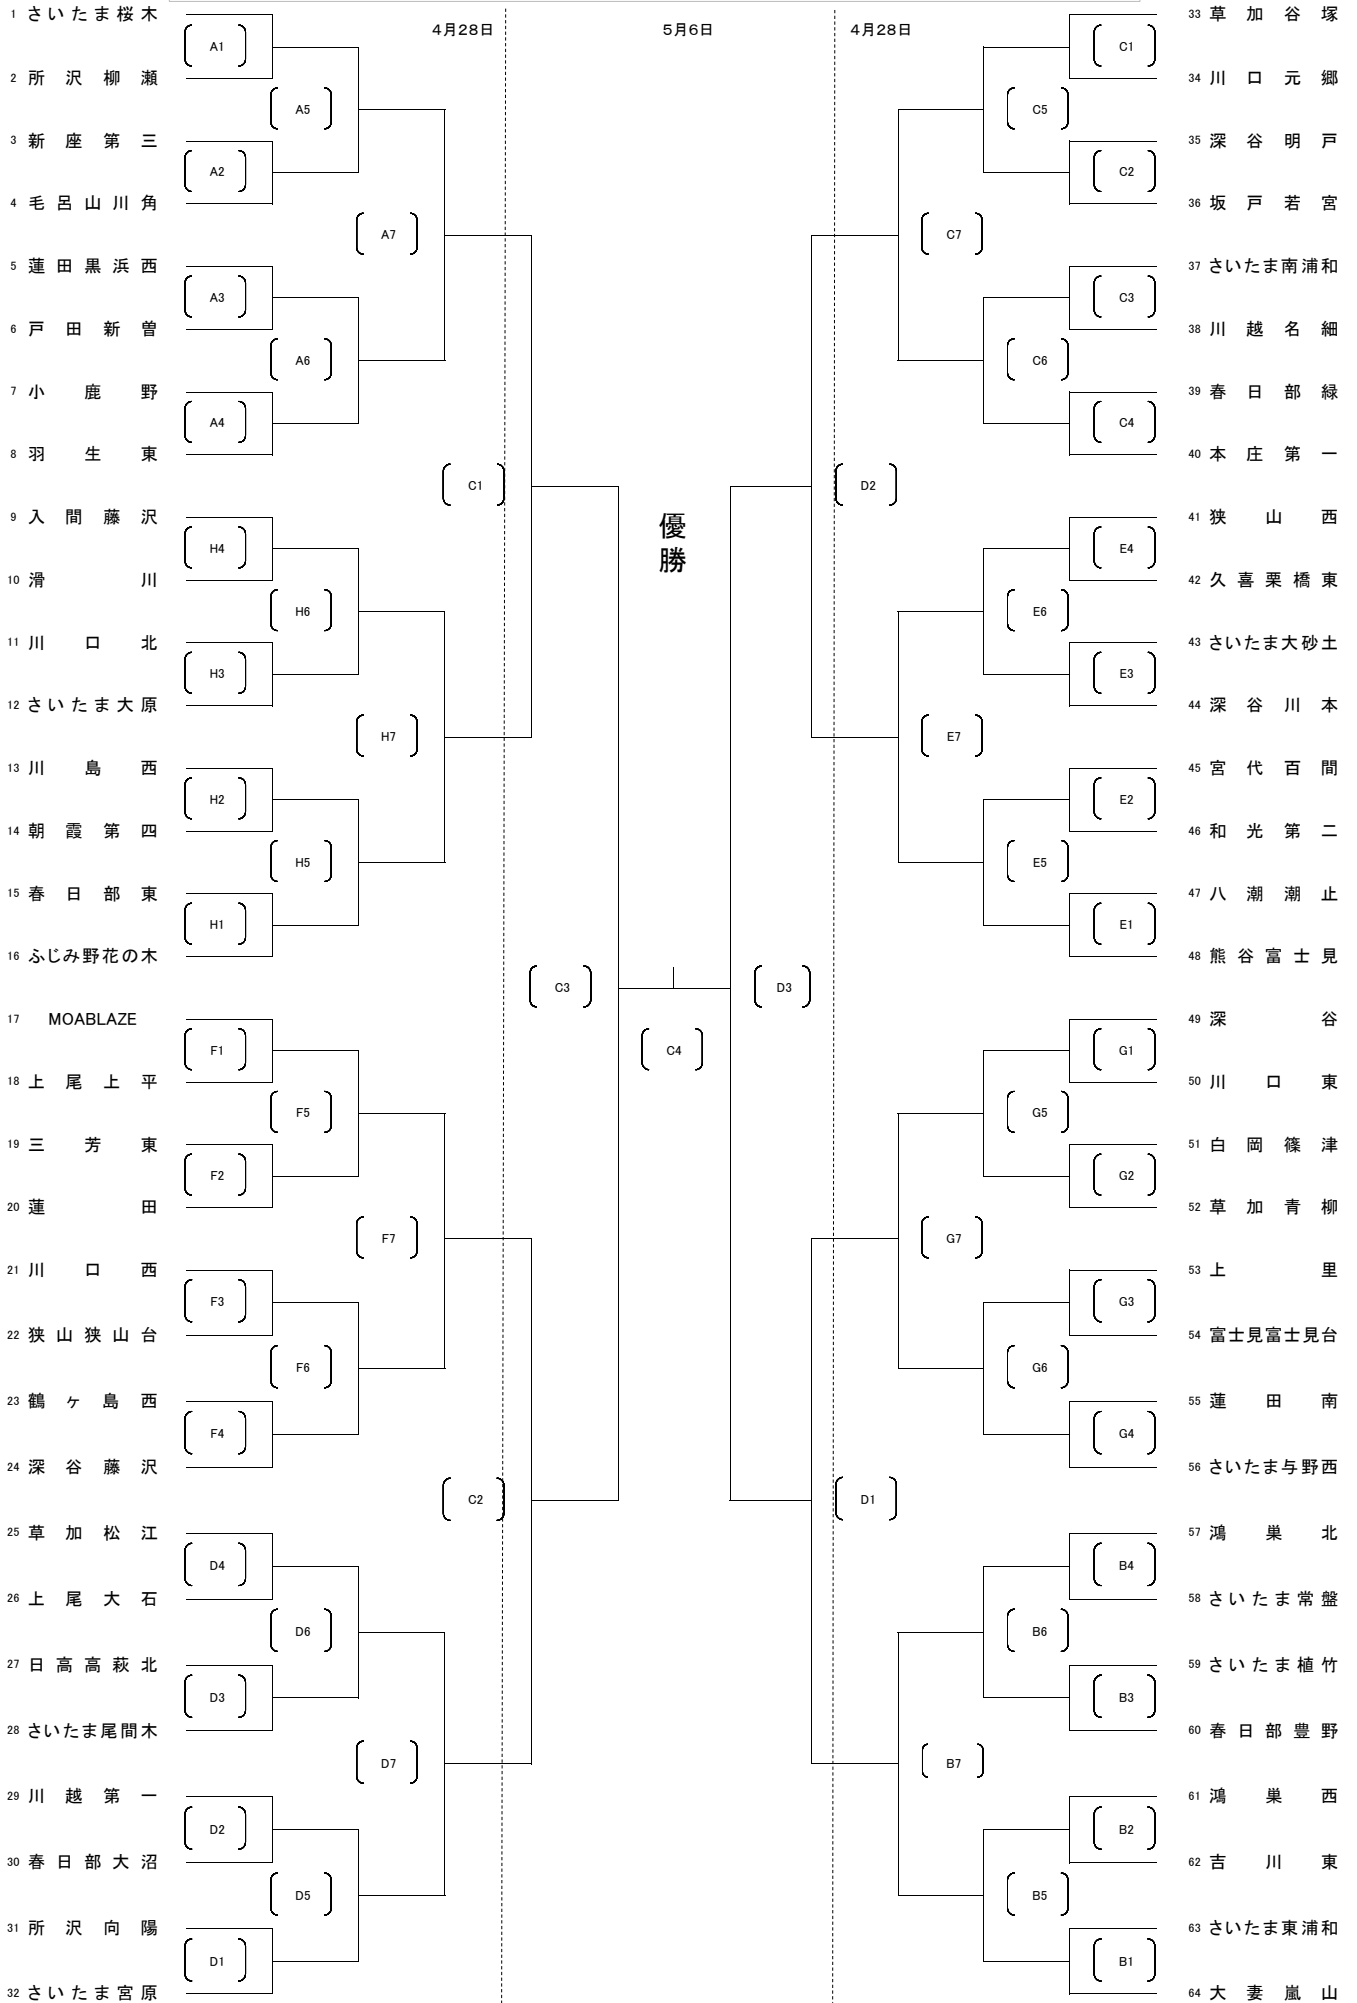 4月28日 5月6日 4月28日
1 さいたま桜木
A1
2 所沢柳瀬
A5
3 新座第三
A2
4 毛呂山川角
A7
5 蓮田黒浜西
A3
6 戸田新曽
A6
7 小鹿野
A4
8 羽生東
C1
9 入間藤沢
H4
10 滑川
H6
11 川口北
H3
12 さいたま大原
H7
13 川島西
H2
14 朝霞第四
H5
15 春日部東
H1
16 ふじみ野花の木
C3
17 MOABLAZE
F1
18 上尾上平
F5
19 三芳東
F2
20 蓮田
F7
21 川口西
F3
22 狭山狭山台
F6
23 鶴ヶ島西
F4
24 深谷藤沢
C2
25 草加松江
D4
26 上尾大石
D6
27 日高高萩北
D3
28 さいたま尾間木
D7
29 川越第一
D2
30 春日部大沼
D5
31 所沢向陽
D1
32 さいたま宮原
優勝
C4
33 草加谷塚
C1
34 川口元郷
C5
35 深谷明戸
C2
36 坂戸若宮
C7
37 さいたま南浦和
C3
38 川越名細
C6
39 春日部緑
C4
40 本庄第一
D2
41 狭山西
E4
42 久喜栗橋東
E6
43 さいたま大砂土
E3
44 深谷川本
E7
45 宮代百間
E2
46 和光第二
E5
47 八潮潮止
E1
48 熊谷富士見
D3
49 深谷
G1
50 川口東
G5
51 白岡篠津
G2
52 草加青柳
G7
53 上里
G3
54 富士見富士見台
G6
55 蓮田南
G4
56 さいたま与野西
D1
57 鴻巣北
B4
58 さいたま常盤
B6
59 さいたま植竹
B3
60 春日部豊野
B7
61 鴻巣西
B2
62 吉川東
B5
63 さいたま東浦和
B1
64 大妻嵐山